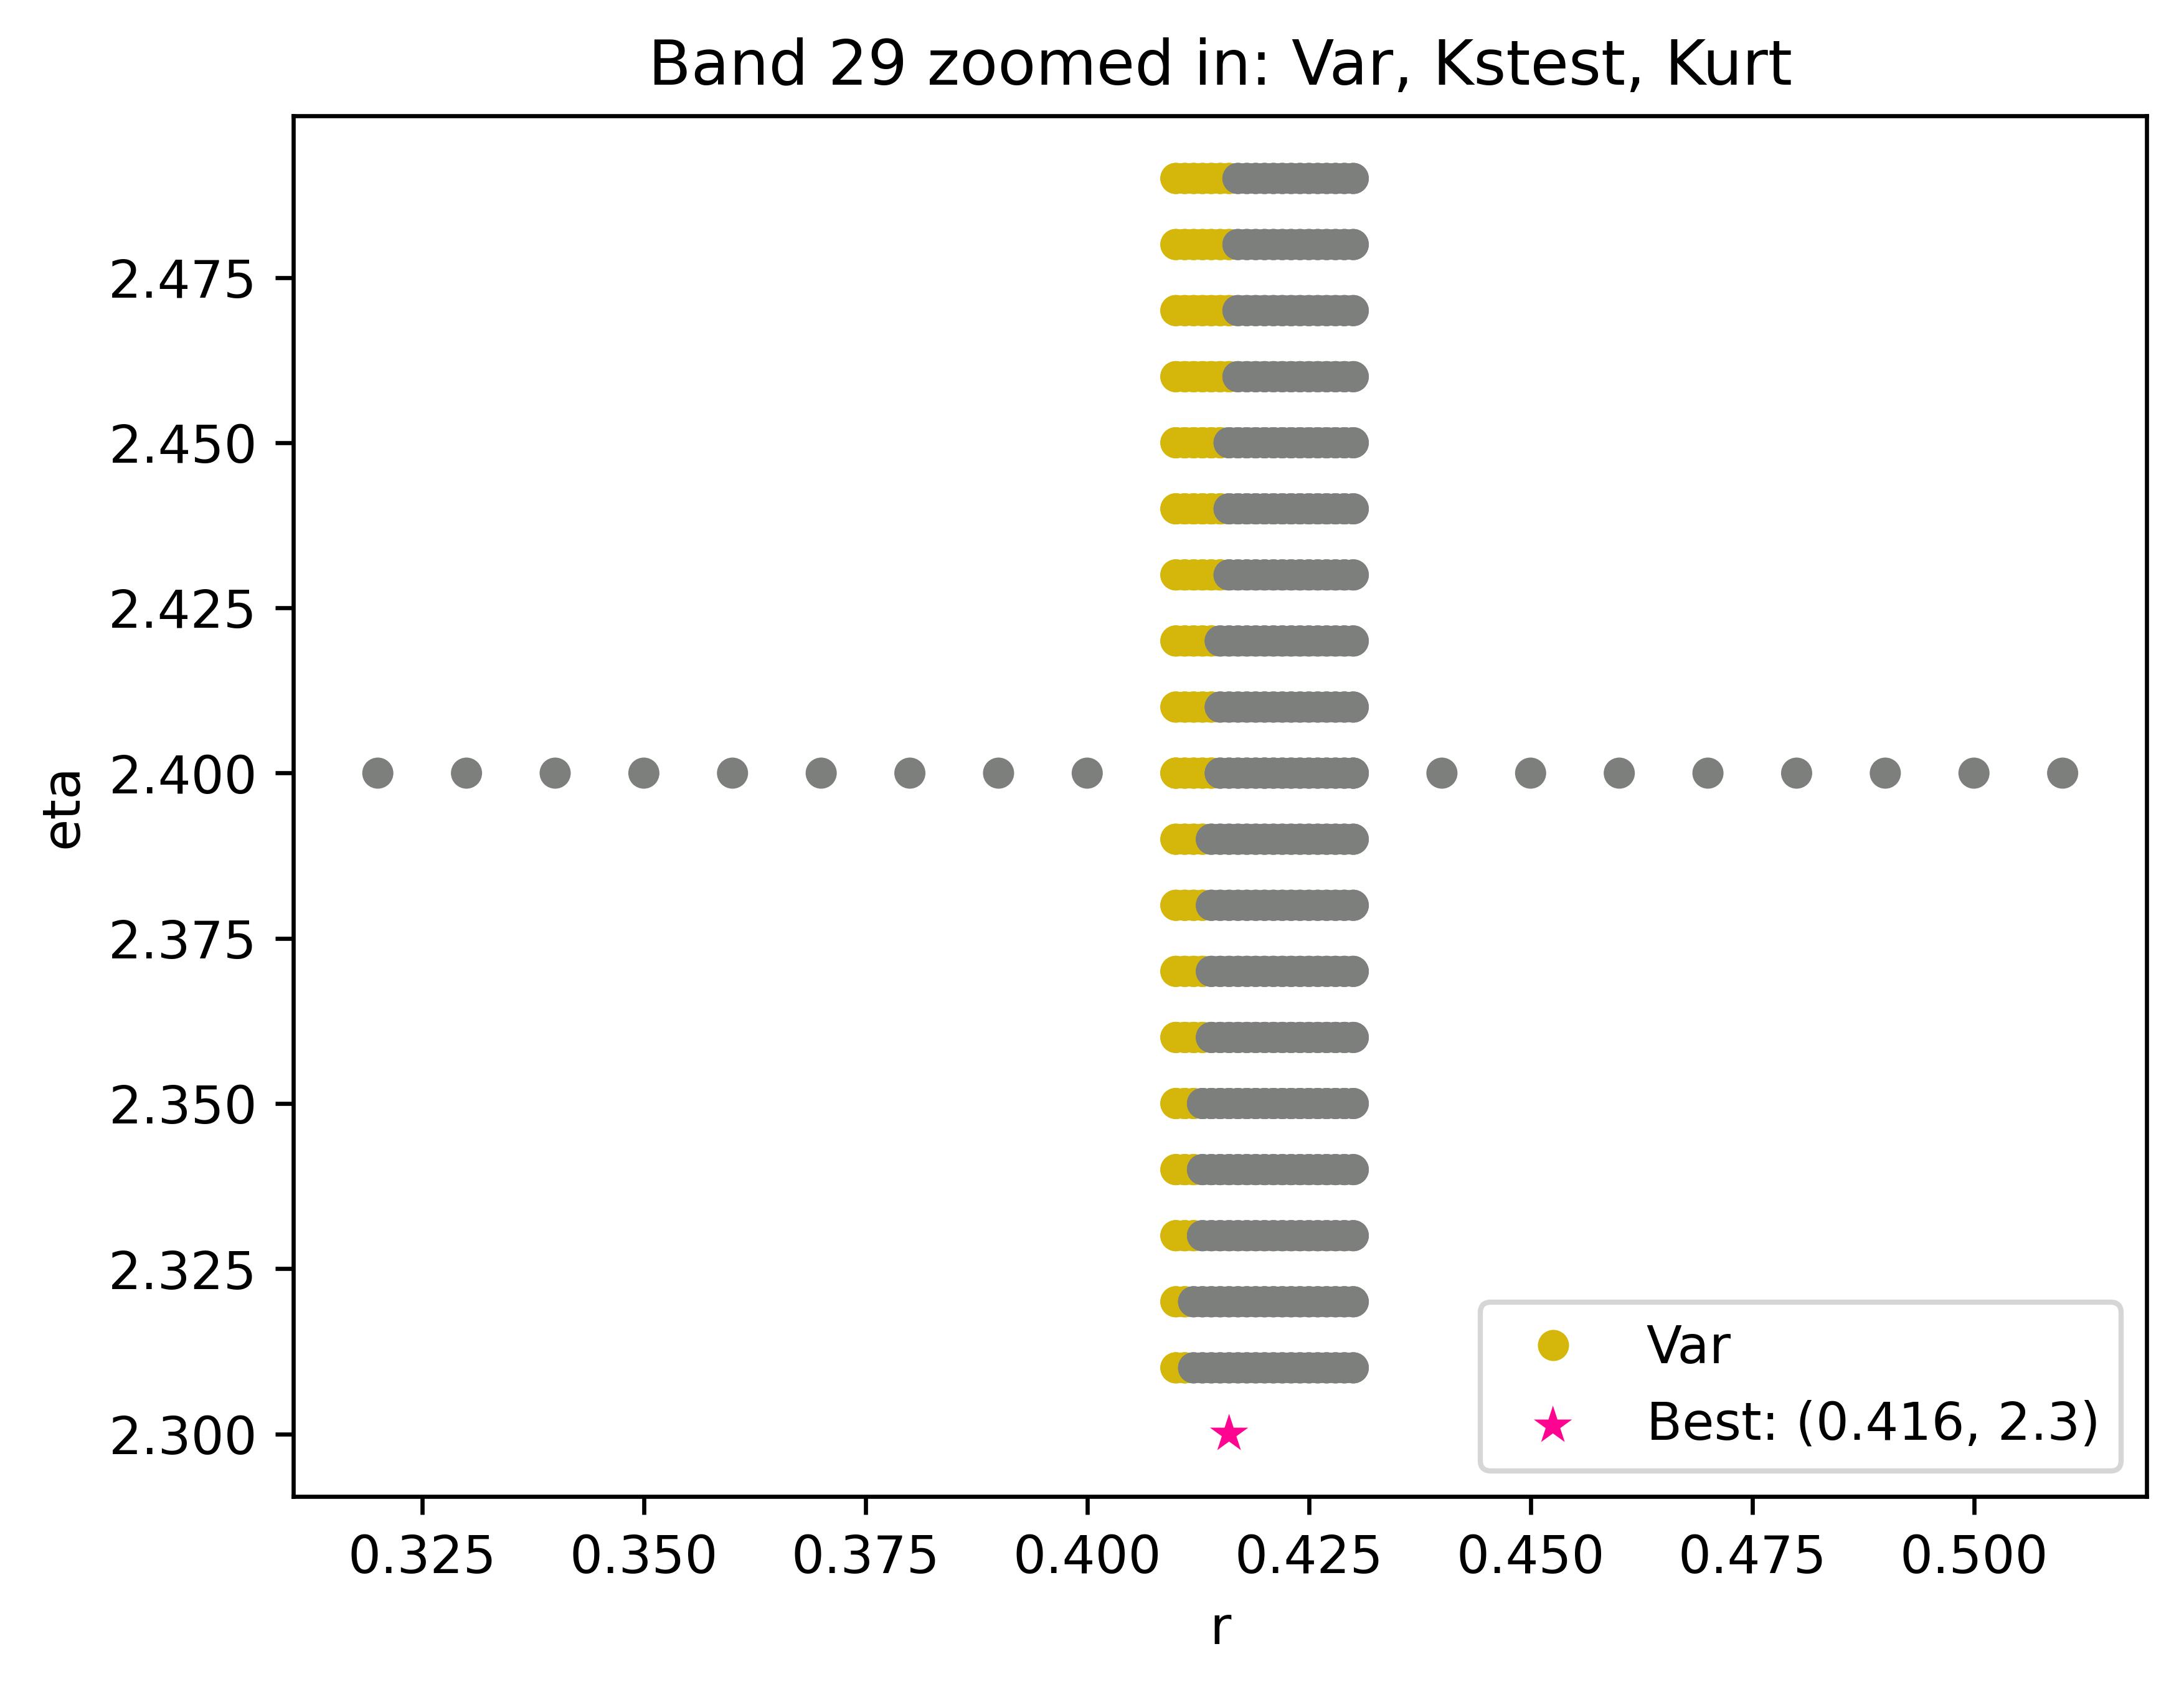 Band 29 zoomed in: Var, Kstest, Kurt
eta
2.475
2.450
2.425
2.400
2.375
2.350
2.325
2.300
Var
Best: (0.416, 2.3)
0.325 0.350 0.375 0.400 0.425 0.450 0.475 0.500
r